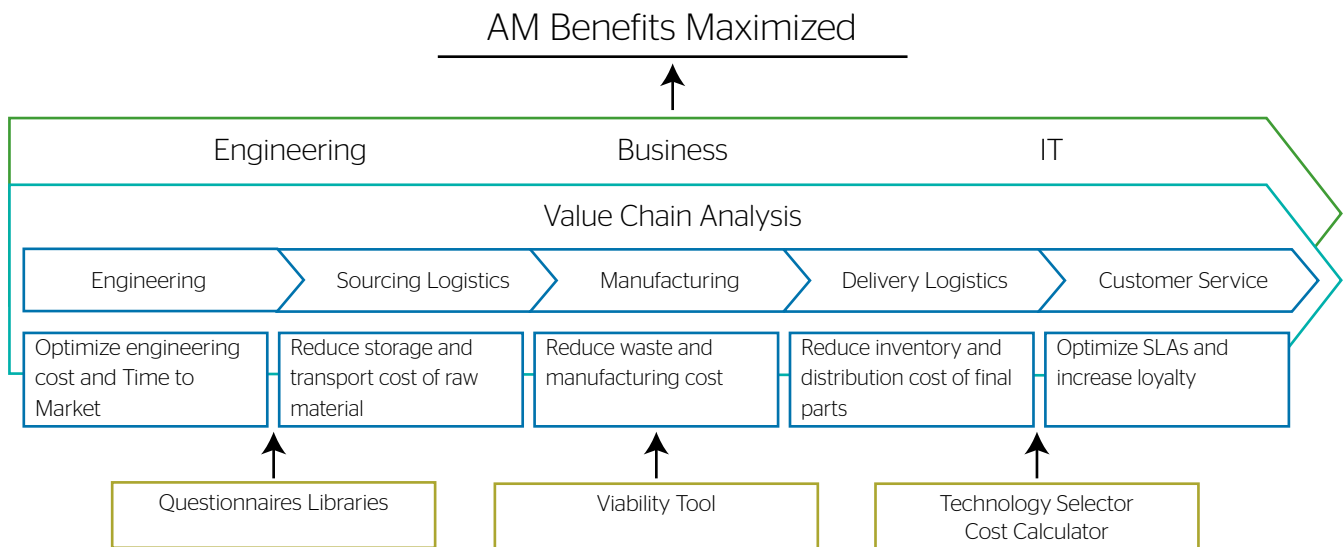 AM Benefits Maximized
Engineering
Business
IT
Value Chain Analysis
Engineering
Sourcing Logistics
Manufacturing
Delivery Logistics
Customer Service
Optimize engineering
cost and Time to
Market
Reduce storage and
transport cost of raw
material
Reduce waste and
manufacturing cost
Reduce inventory and
distribution cost of final
parts
Optimize SLAs and
increase loyalty
Questionnaires Libraries
Viability Tool
Technology Selector
Cost Calculator